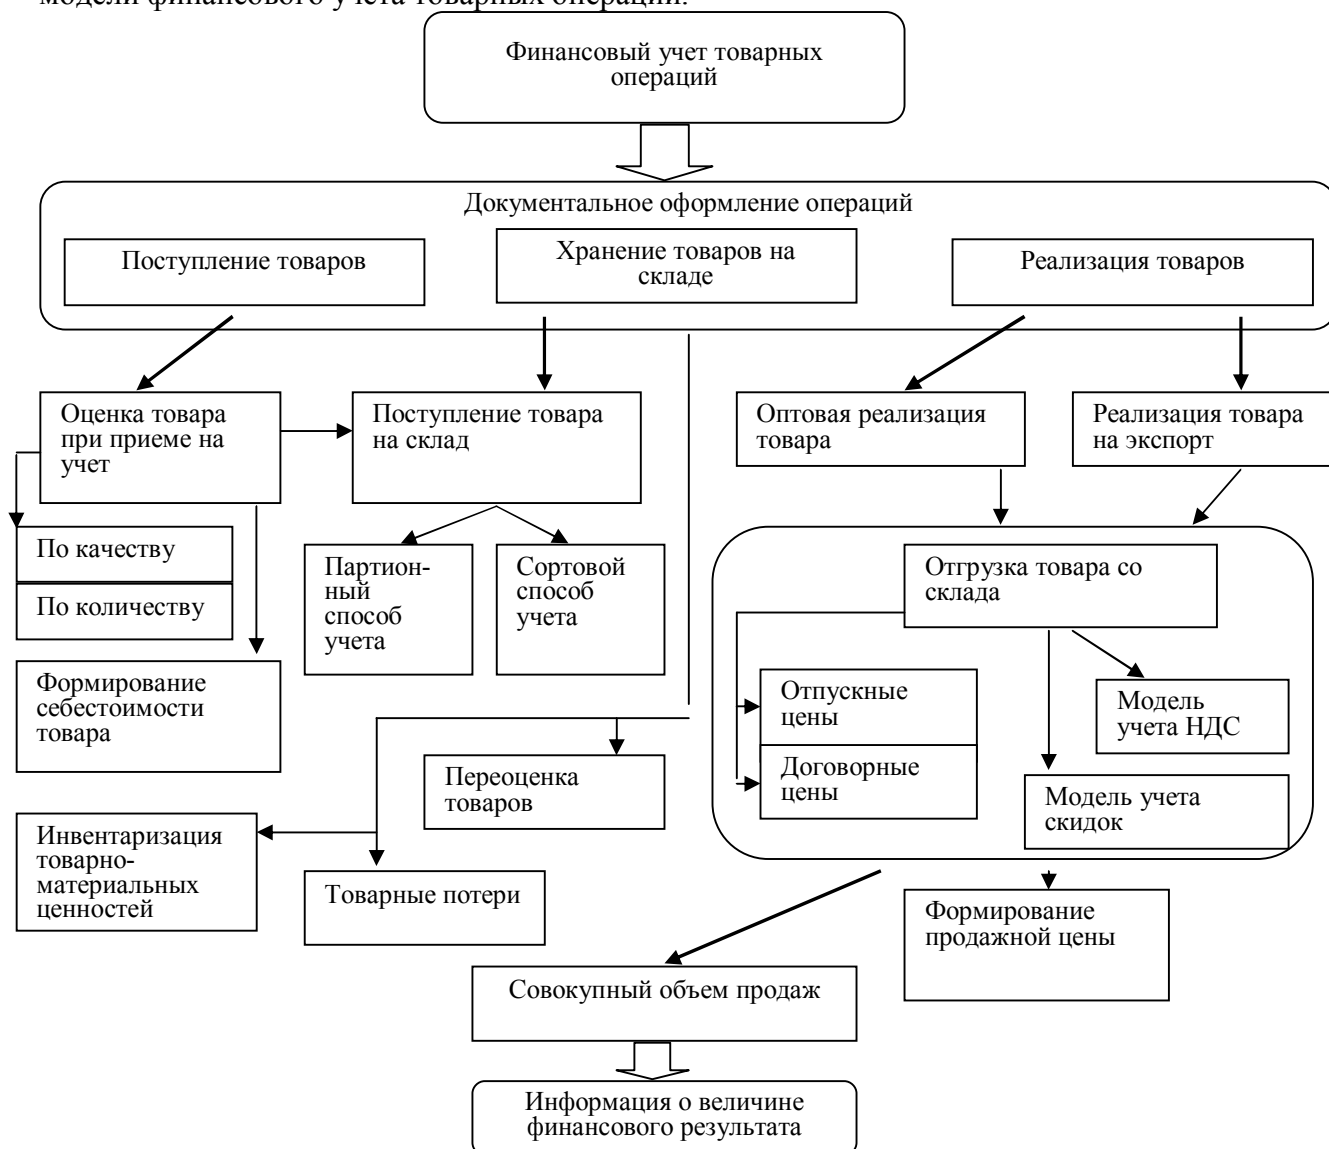 модели финансового учета товарных операций.
Финансовый учет товарных
операций
Документальное оформление операций
Поступление товаров
Хранение товаров на
складе
Реализация товаров
Оценка товара
при приеме на
учет
Поступление товара
на склад
Оптовая реализация
товара
Реализация товара
на экспорт
По качеству
По количеству
Партион-
ный
способ
учета
Сортовой
способ
учета
Отгрузка товара со
склада
Формирование
себестоимости
товара
Отпускные
цены
Модель
учета НДС
Переоценка
товаров
Договорные
цены
Модель учета
скидок
Инвентаризация
товарно-
материальных
ценностей
Товарные потери
Формирование
продажной цены
Совокупный объем продаж
Информация о величине
финансового результата